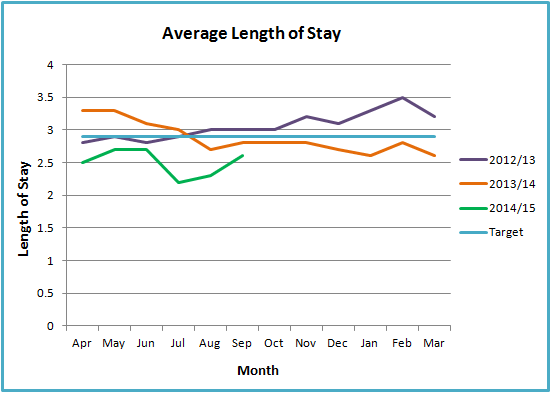 Average Length of Stay
4
3.5
3
2.5
2
1.5
1
0.5
0
Length of Stay
Apr May Jun Jul Aug Sep Oct Nov Dec Jan Feb Mar
Month
2012/13
2013/14
2014/15
Target